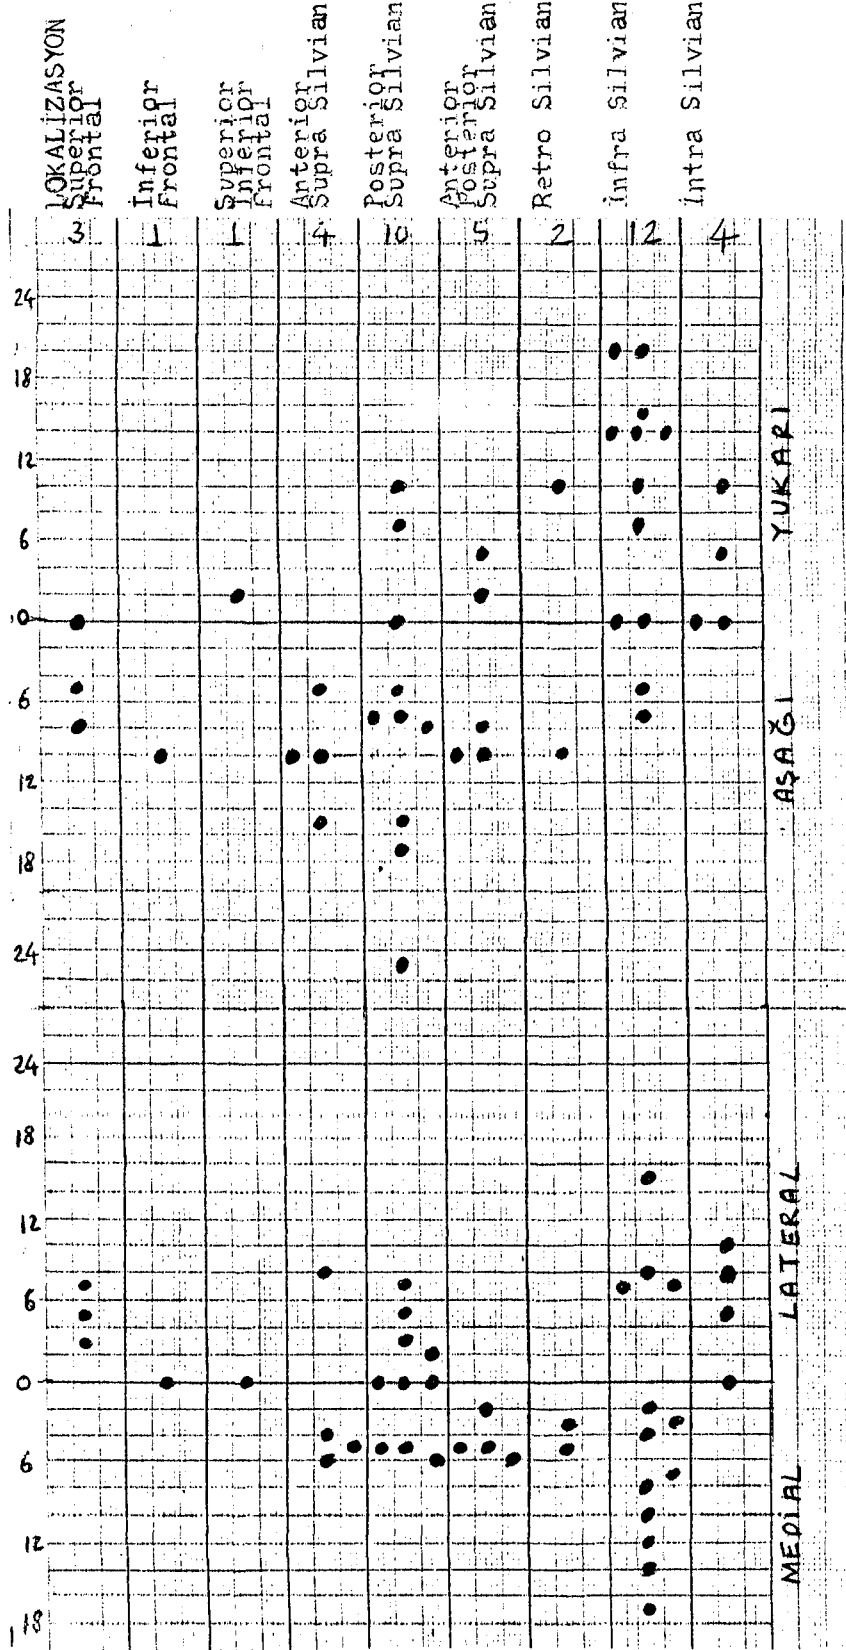 LOKALİZASYON
Superior
Frontal
İnferior
Frontal
Superior
İnferior
Frontal
Anterior
Supra Silvian
Posterior
Supra Silvian
Anterior
Posterior
Supra Silvian
Retro Silvian
İnfra Silvian
İntra Silvian
3 1 1 4 10 5 2 12 4
24
18
12
6
0
6
12
18
24
YUKARI
AŞAĞI
24
18
12
6
0
6
12
18
LATERAL
MEDİAL